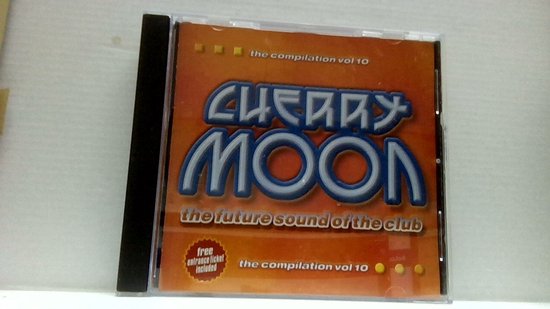 the compilation vol 10
CHERRY
MOON
the future sound of the club
free
entrance ticket
included
the compilation vol 10